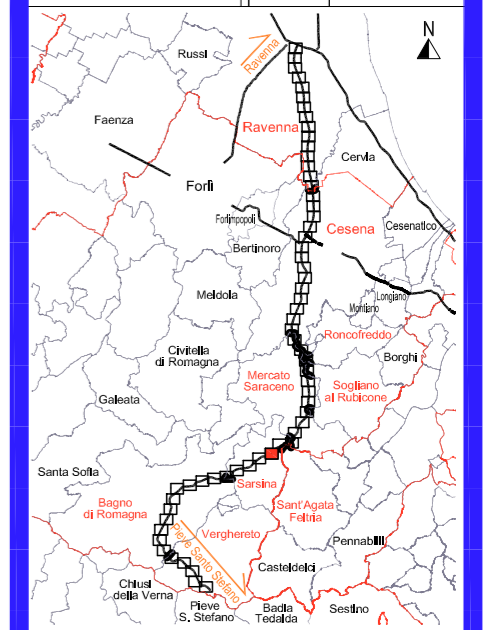 N
Russi
Ravenna
Faenza
Ravenna
Cervia
Forlì
Forlimpopoli
Cesena
Cesenatico
Bertinoro
Meldola
Longiano
Montiano
Roncofreddo
Civitella
di Romagna
Borghi
Mercato
Saraceno
Sogliano
al Rubicone
Galeata
Santa Sofia
Sarsina
Bagno
di Romagna
Sant'Agata
Feltria
Verghereto
Pennabilli
Pieve Santo Stefano
Casteldelci
Chiusi
della Verna
Pieve
S. Stefano
Badia
Tedalda
Sestino